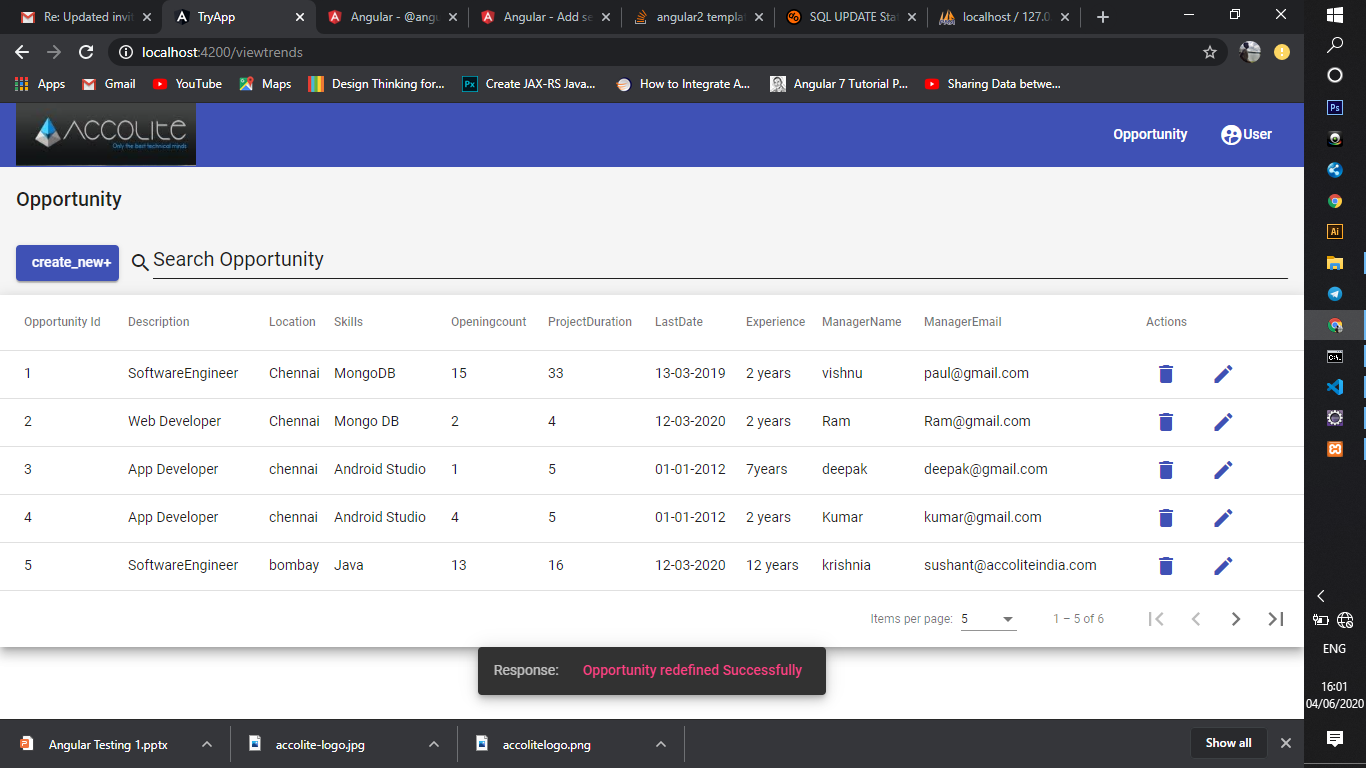 Re: Updated invit
TryApp
Angular - @angu
Angular - Add se
angular2 templat
SQL UPDATE Stat
localhost / 127.0.
localhost:4200/viewtrends
Apps Gmail YouTube Maps Design Thinking for... Create JAX-RS Java... How to Integrate A... Angular 7 Tutorial P... Sharing Data betwe...
ACCOLITE
Only the best technical minds
Opportunity User
Opportunity
create_new+ Search Opportunity
Opportunity Id Description Location Skills Openingcount ProjectDuration LastDate Experience ManagerName ManagerEmail Actions
1 SoftwareEngineer Chennai MongoDB 15 33 13-03-2019 2 years vishnu paul@gmail.com
2 Web Developer Chennai Mongo DB 2 4 12-03-2020 2 years Ram Ram@gmail.com
3 App Developer chennai Android Studio 1 5 01-01-2012 7years deepak deepak@gmail.com
4 App Developer chennai Android Studio 4 5 01-01-2012 2 years Kumar kumar@gmail.com
5 SoftwareEngineer bombay Java 13 16 12-03-2020 12 years krishnia sushant@accoliteindia.com
Items per page: 5 1 – 5 of 6
Response: Opportunity redefined Successfully
Angular Testing 1.pptx accolite-logo.jpg accolitelogo.png Show all
Ps
Ai
ENG
16:01
04/06/2020